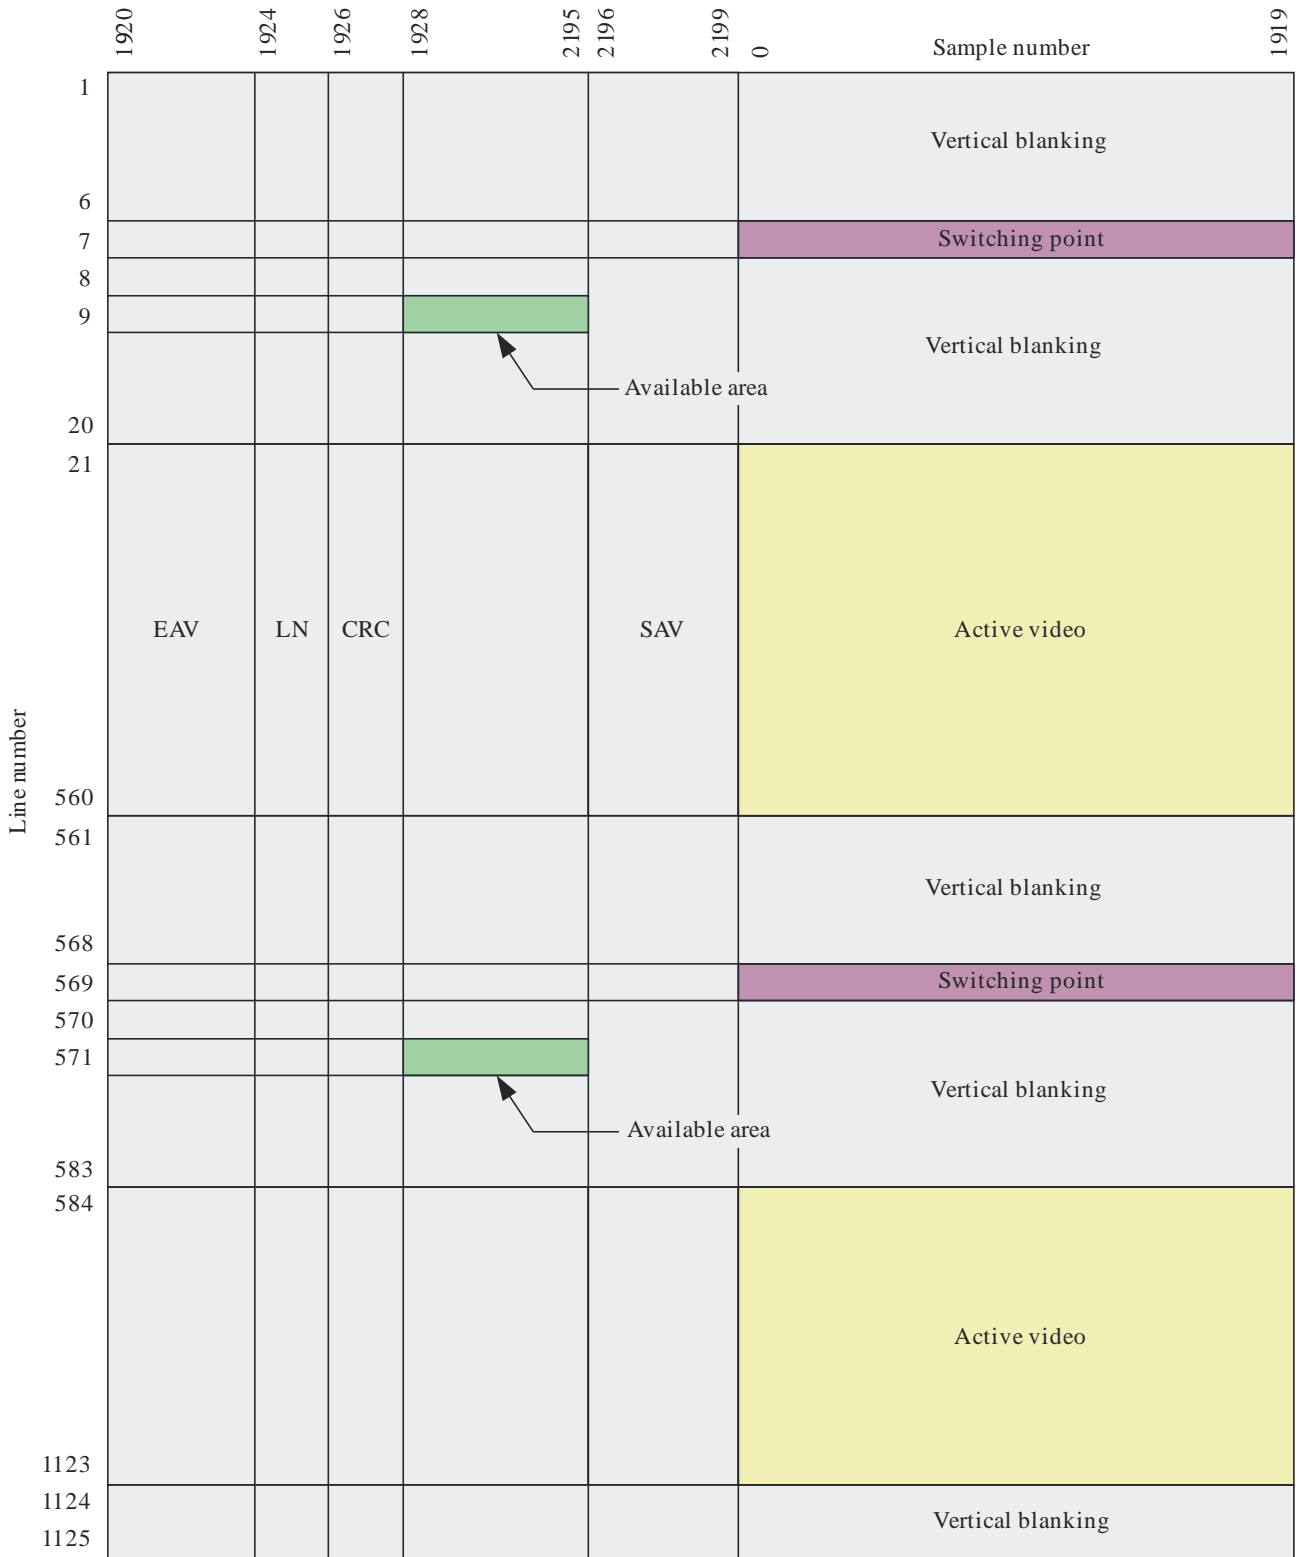 1920
1924
1926
1928
2195
2196
2199
0
Sample number
1919
1
Vertical blanking
6
7
Switching point
8
9
Vertical blanking
Available area
20
21
EAV
LN
CRC
SAV
Active video
Line number
560
561
Vertical blanking
568
569
Switching point
570
571
Vertical blanking
Available area
583
584
Active video
1123
1124
Vertical blanking
1125